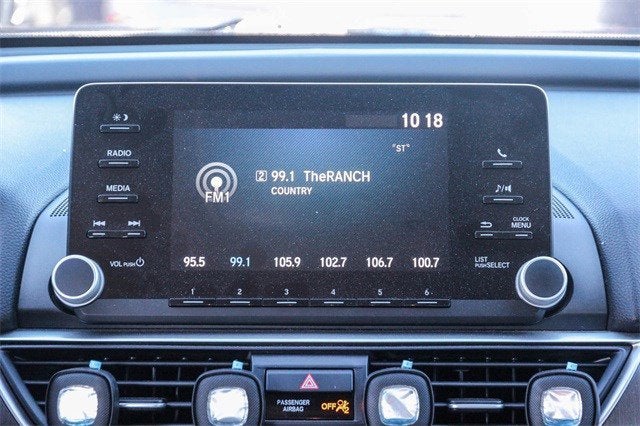 10 18
"ST"
2 99.1 TheRANCH
COUNTRY
FM1
95.5 99.1 105.9 102.7 106.7 100.7
1 2 3 4 5 6
RADIO
MEDIA
VOL PUSH
CLOCK
MENU
LIST
PUSH SELECT
PASSENGER
AIRBAG
OFF